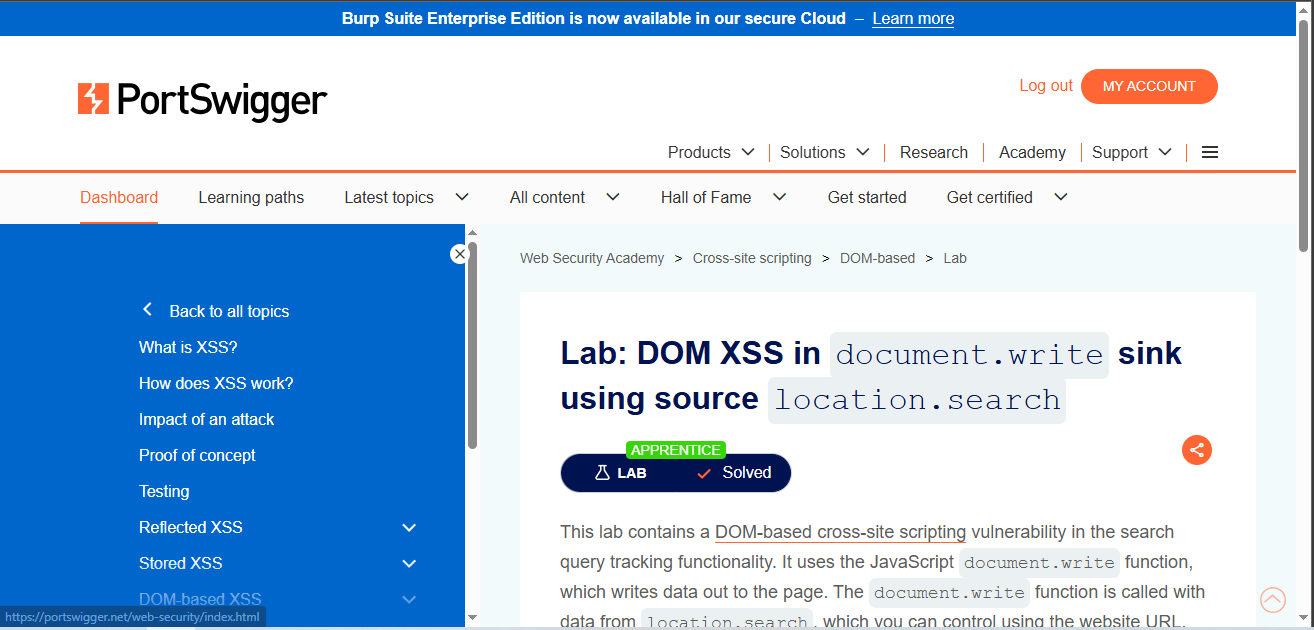 Burp Suite Enterprise Edition is now available in our secure Cloud – Learn more
PortSwigger
Log out MY ACCOUNT
Products Solutions Research Academy Support
Dashboard Learning paths Latest topics All content Hall of Fame Get started Get certified
Back to all topics
What is XSS?
How does XSS work?
Impact of an attack
Proof of concept
Testing
Reflected XSS
Stored XSS
DOM-based XSS
https://portswigger.net/web-security/index.html
Web Security Academy > Cross-site scripting > DOM-based > Lab
Lab: DOM XSS in document.write sink
using source location.search
APPRENTICE
LAB Solved
This lab contains a DOM-based cross-site scripting vulnerability in the search
query tracking functionality. It uses the JavaScript document.write function,
which writes data out to the page. The document.write function is called with
data from location.search, which you can control using the website URL.